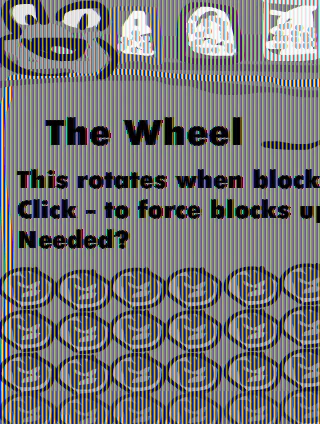 The Wheel
This rotates when block
Click - to force blocks up
Needed?